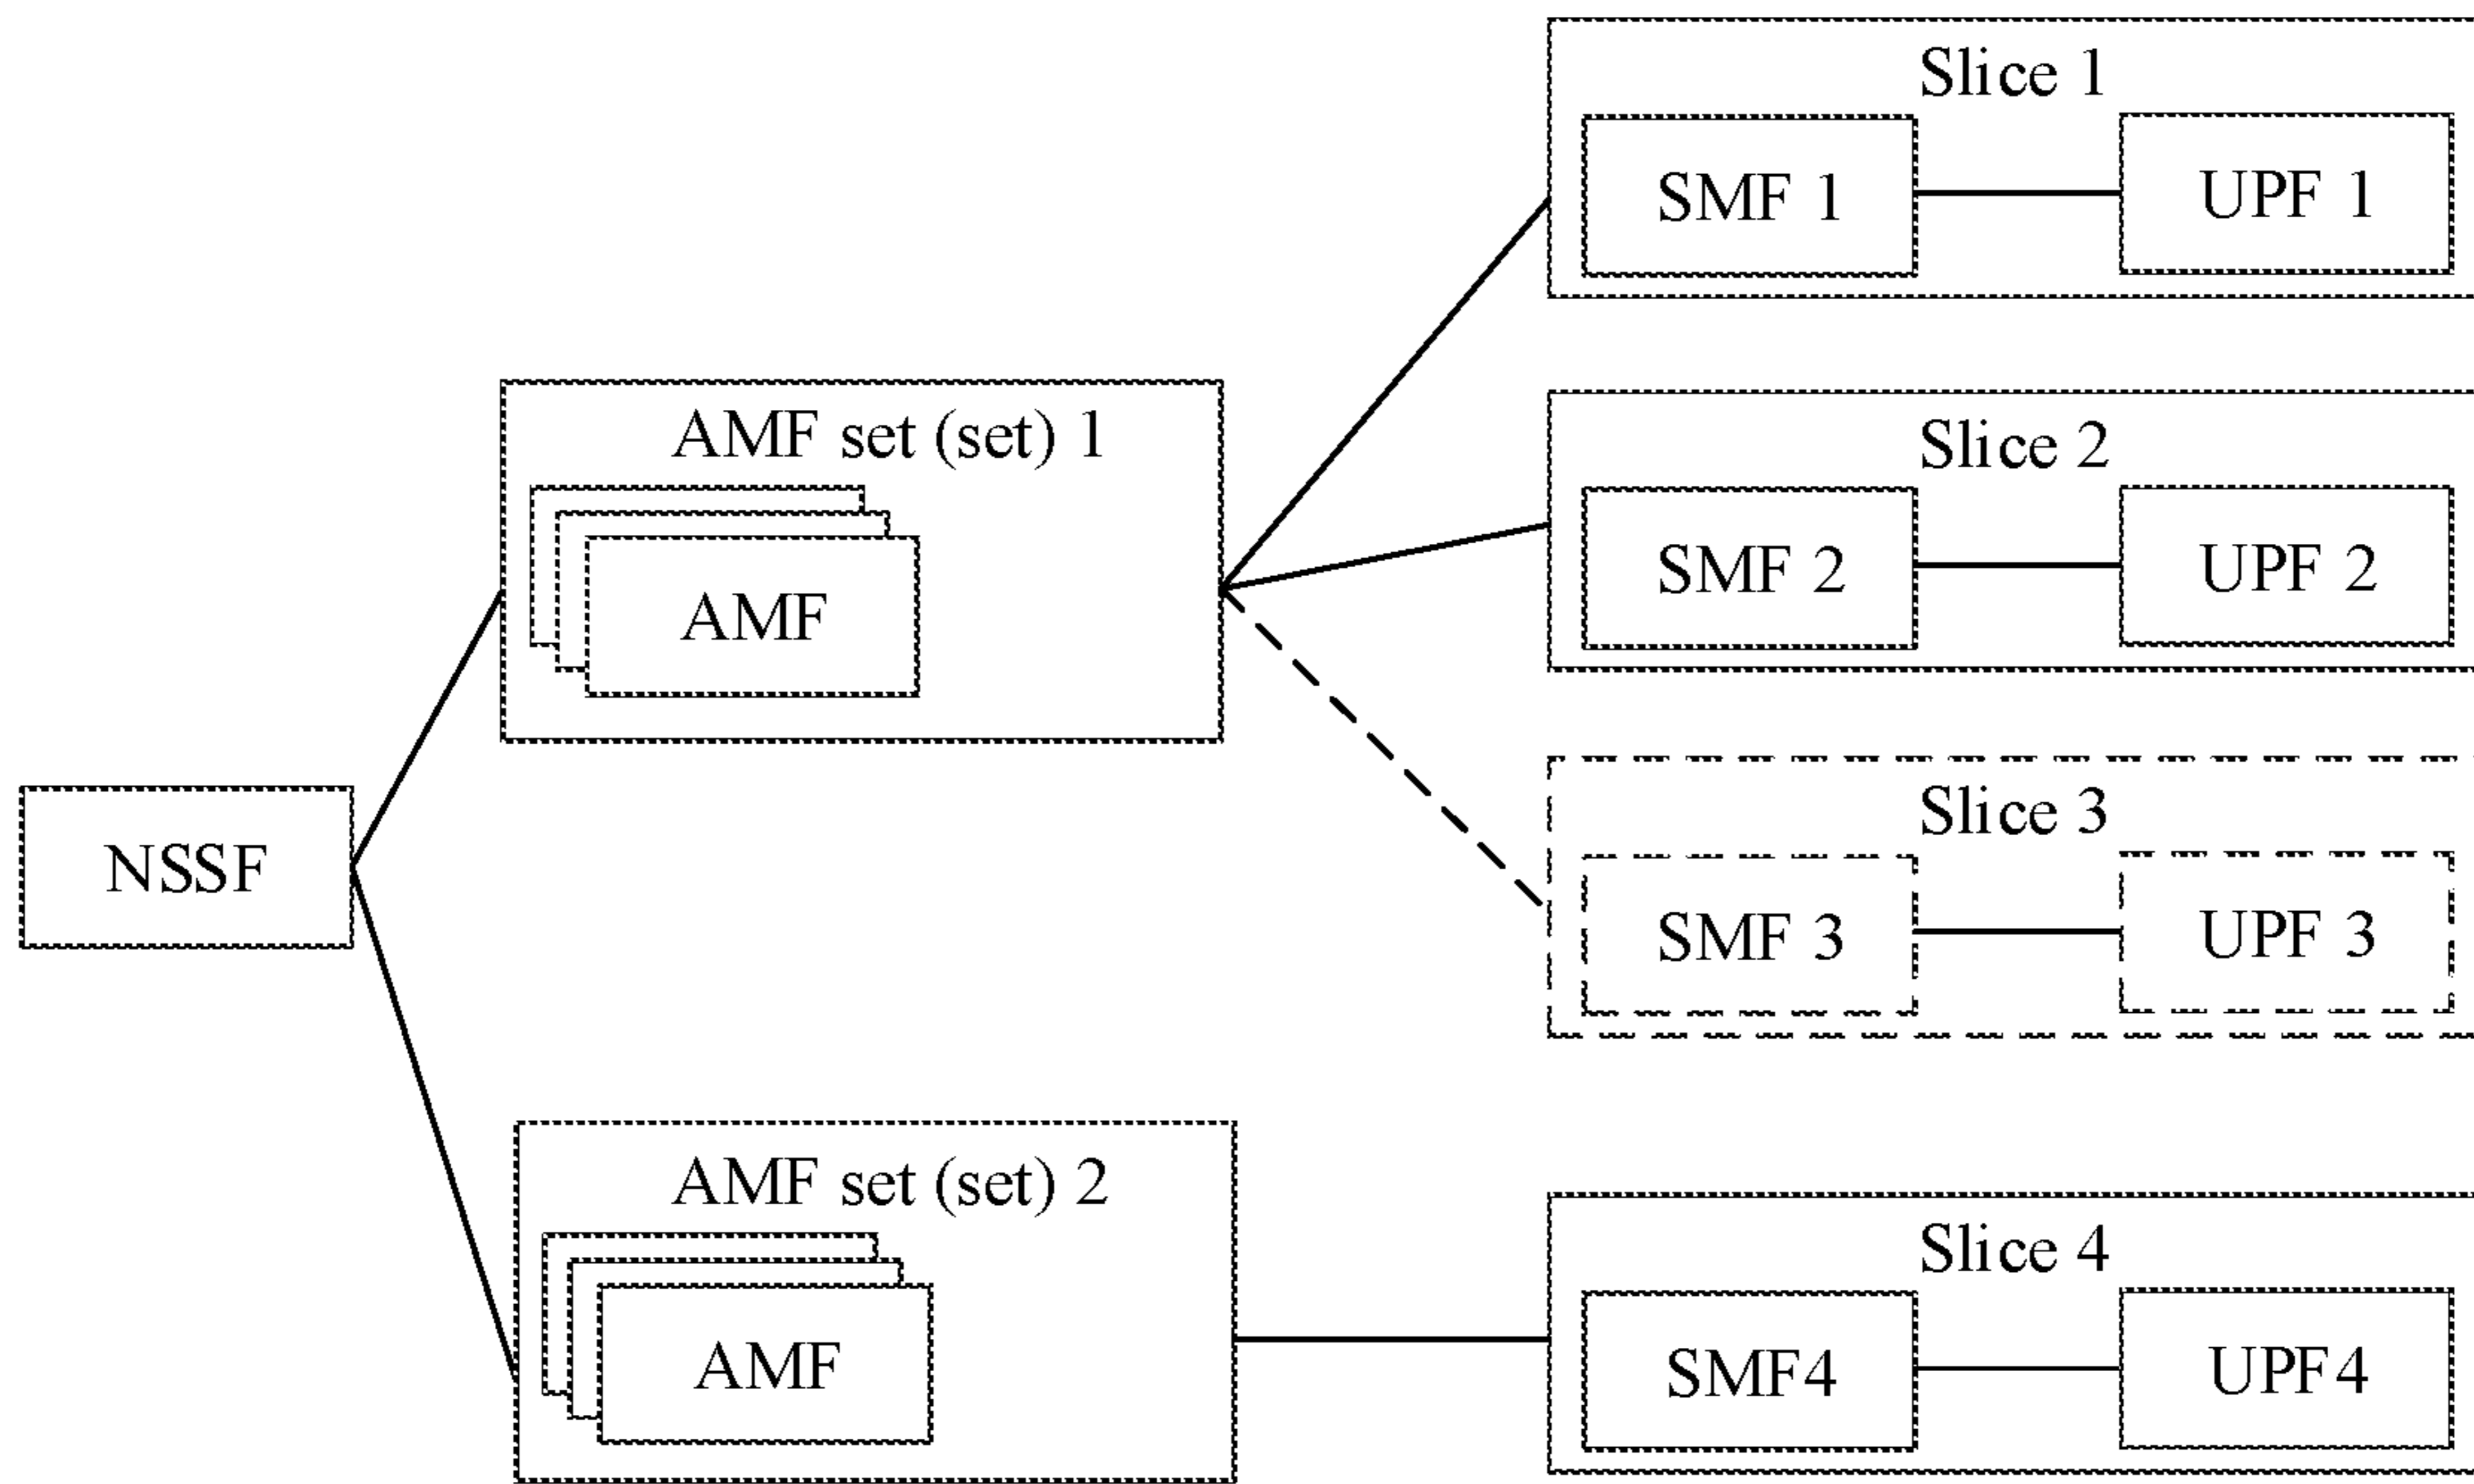 Slice 1
SMF 1
UPF 1
AMF set (set) 1
AMF
Slice 2
SMF 2
UPF 2
NSSF
Slice 3
SMF 3
UPF 3
AMF set (set) 2
AMF
Slice 4
SMF4
UPF4